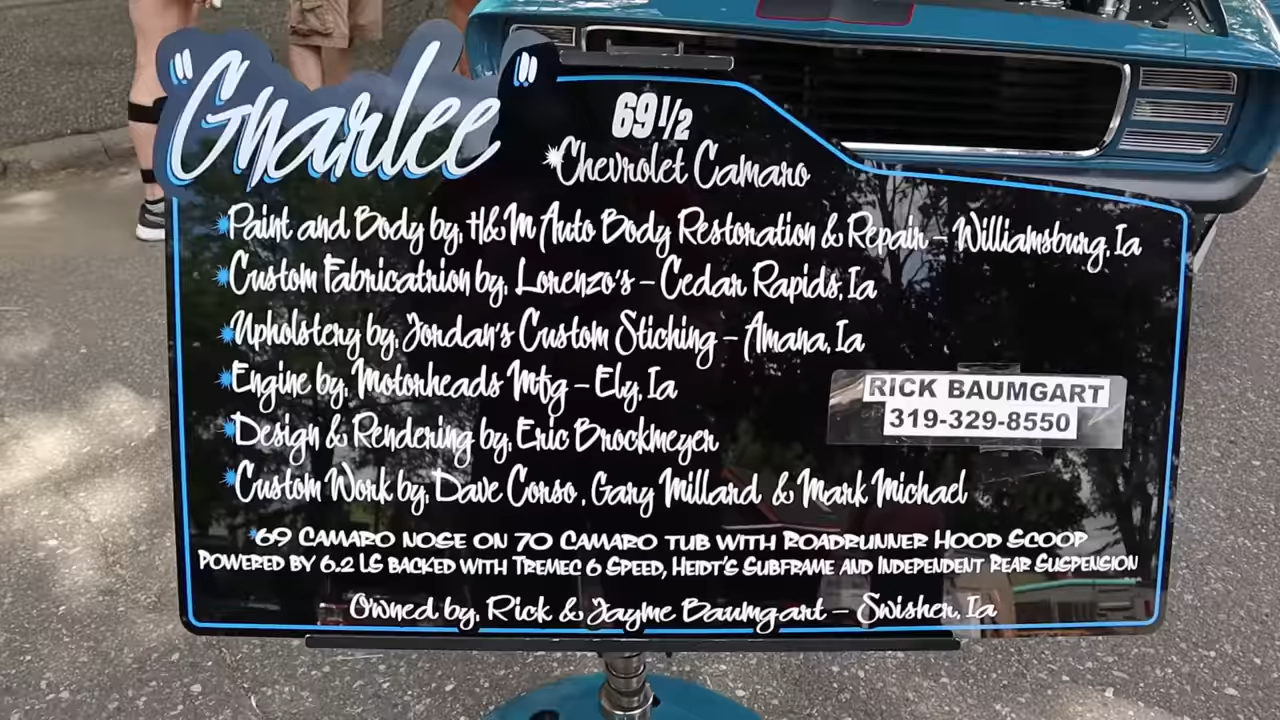 "Gnarlee"
69 1/2
Chevrolet Camaro
Paint and Body by, H&M Auto Body Restoration & Repair – Williamsburg, Ia
Custom Fabricatrion by, Lorenzo's – Cedar Rapids, Ia
Upholstery by, Jordan's Custom Stiching – Amana, Ia
Engine by, Motorheads Mfg – Ely, Ia
RICK BAUMGART
319-329-8550
Design & Rendering by, Eric Brockmeyer
Custom Work by, Dave Corso, Gary Millard & Mark Michael
'69 CAMARO NOSE ON 70 CAMARO TUB WITH ROADRUNNER HOOD SCOOP
POWERED BY 6.2 LS BACKED WITH TREMEC 6 SPEED, HEIDT'S SUBFRAME AND INDEPENDENT REAR SUSPENSION
Owned by, Rick & Jayme Baumgart – Swisher, Ia